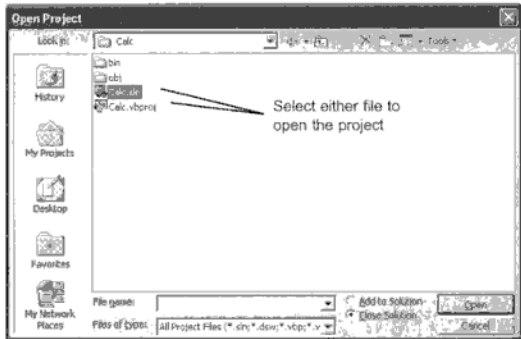 Open Project
Look in: Calc Tools
bin
obj
Calc.sln
Calc.vbproj
Select either file to
open the project
History
My Projects
Desktop
Favorites
My Network
Places
File name:
Files of type: All Project Files (*.sln;*.dsw;*.vbp;*.v
Add to Solution
Close Solution
Open
Cancel